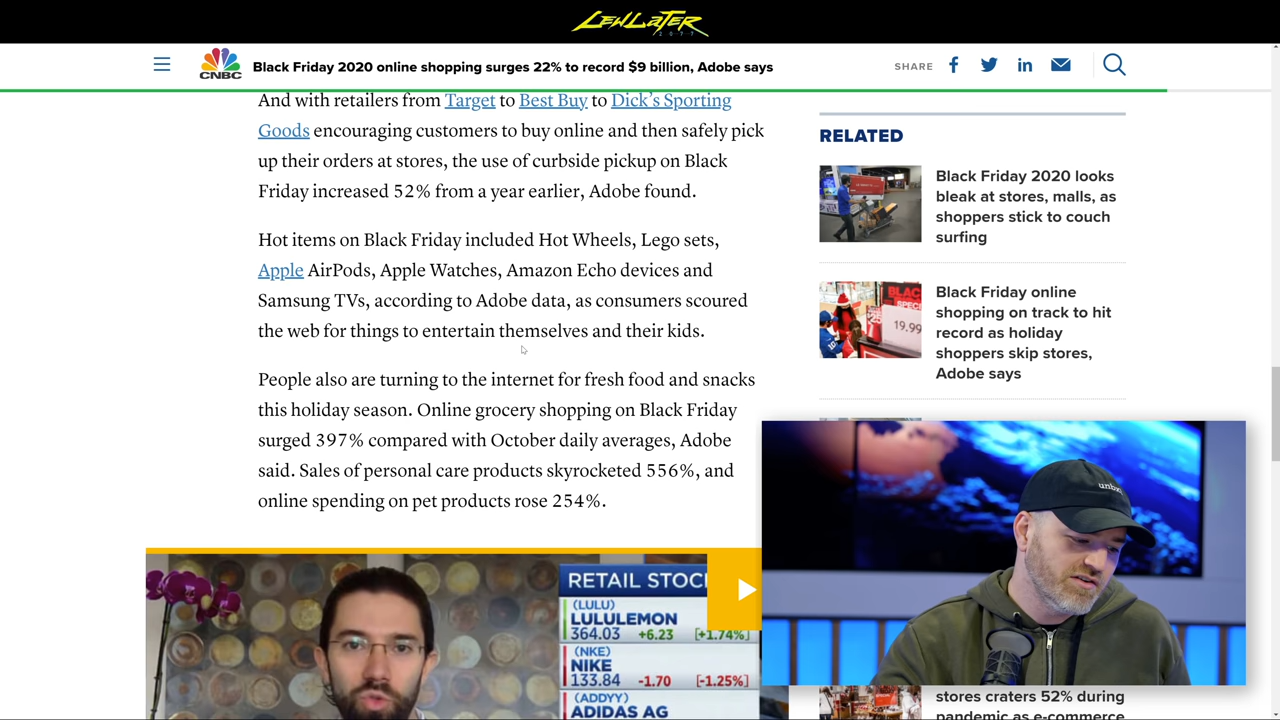 LEWLATER
2077
CNBC
Black Friday 2020 online shopping surges 22% to record $9 billion, Adobe says
SHARE
And with retailers from Target to Best Buy to Dick's Sporting
Goods encouraging customers to buy online and then safely pick
up their orders at stores, the use of curbside pickup on Black
Friday increased 52% from a year earlier, Adobe found.
Hot items on Black Friday included Hot Wheels, Lego sets,
Apple AirPods, Apple Watches, Amazon Echo devices and
Samsung TVs, according to Adobe data, as consumers scoured
the web for things to entertain themselves and their kids.
People also are turning to the internet for fresh food and snacks
this holiday season. Online grocery shopping on Black Friday
surged 397% compared with October daily averages, Adobe
said. Sales of personal care products skyrocketed 556%, and
online spending on pet products rose 254%.
RETAIL STOC
(LULU)
LULULEMON
364.03 +6.23 [+1.74%]
(NKE)
NIKE
133.84 -1.70 [-1.25%]
(ADDYY)
ADIDAS AG
RELATED
Black Friday 2020 looks
bleak at stores, malls, as
shoppers stick to couch
surfing
Black Friday online
shopping on track to hit
record as holiday
shoppers skip stores,
Adobe says
19.99
stores craters 52% during
pandemic as e-commerce